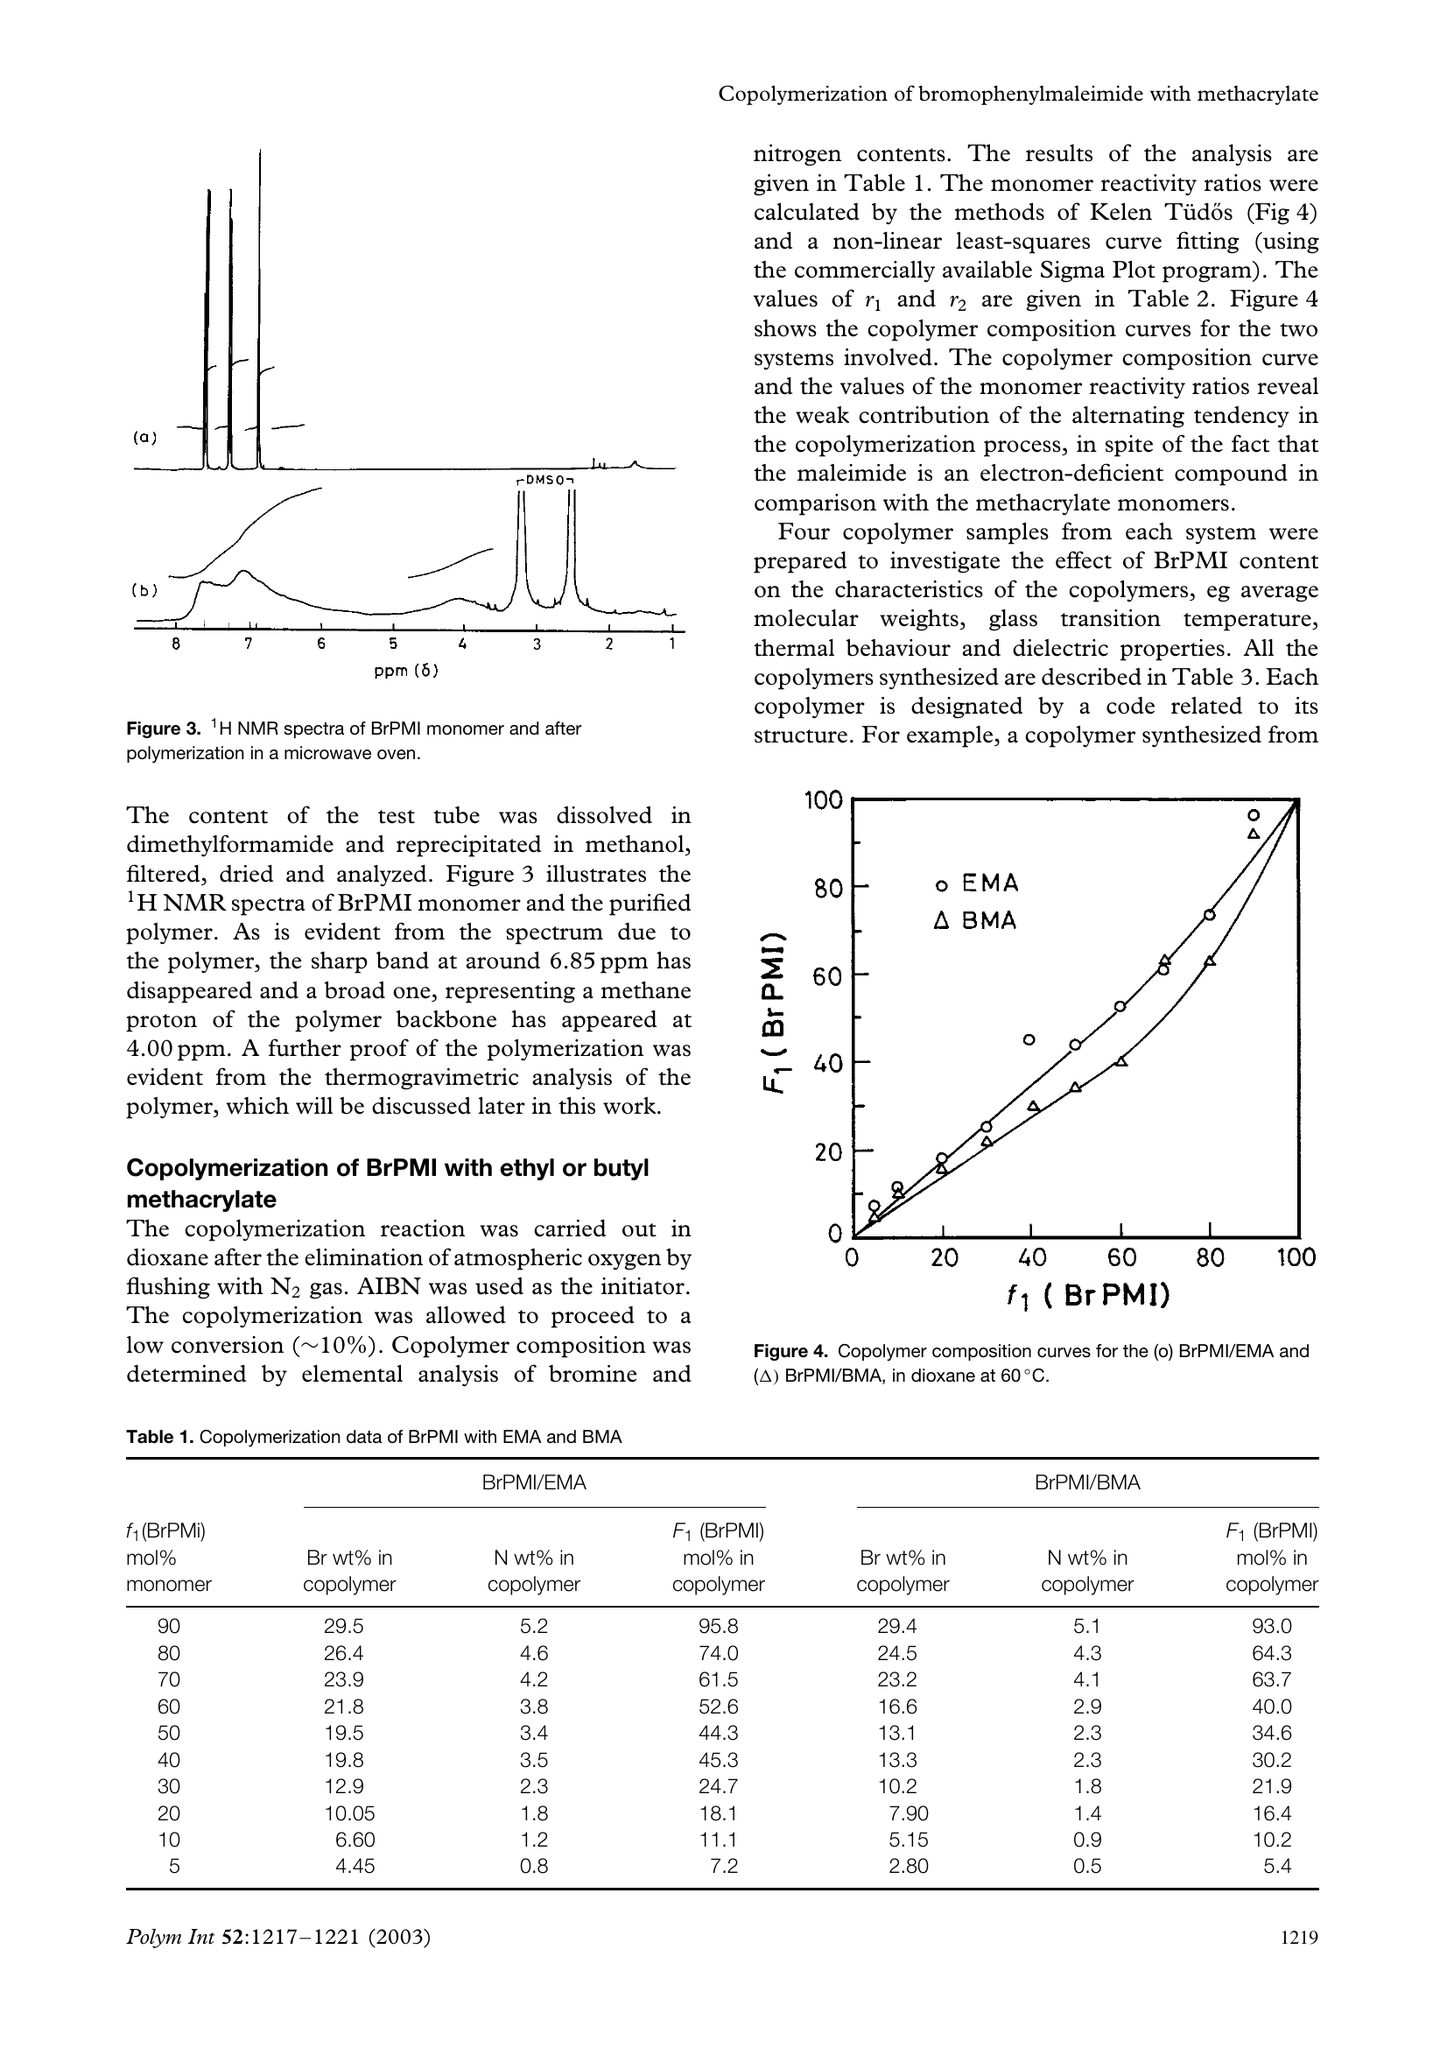 Copolymerization of bromophenylmaleimide with methacrylate
(a)
DMSO
(b)
8 7 6 5 4 3 2 1
ppm (δ)
Figure 3. ¹H NMR spectra of BrPMI monomer and after
polymerization in a microwave oven.
The content of the test tube was dissolved in
dimethylformamide and reprecipitated in methanol,
filtered, dried and analyzed. Figure 3 illustrates the
¹H NMR spectra of BrPMI monomer and the purified
polymer. As is evident from the spectrum due to
the polymer, the sharp band at around 6.85 ppm has
disappeared and a broad one, representing a methane
proton of the polymer backbone has appeared at
4.00 ppm. A further proof of the polymerization was
evident from the thermogravimetric analysis of the
polymer, which will be discussed later in this work.
Copolymerization of BrPMI with ethyl or butyl
methacrylate
The copolymerization reaction was carried out in
dioxane after the elimination of atmospheric oxygen by
flushing with N₂ gas. AIBN was used as the initiator.
The copolymerization was allowed to proceed to a
low conversion (∼10%). Copolymer composition was
determined by elemental analysis of bromine and
nitrogen contents. The results of the analysis are
given in Table 1. The monomer reactivity ratios were
calculated by the methods of Kelen Tüdős (Fig 4)
and a non-linear least-squares curve fitting (using
the commercially available Sigma Plot program). The
values of r₁ and r₂ are given in Table 2. Figure 4
shows the copolymer composition curves for the two
systems involved. The copolymer composition curve
and the values of the monomer reactivity ratios reveal
the weak contribution of the alternating tendency in
the copolymerization process, in spite of the fact that
the maleimide is an electron-deficient compound in
comparison with the methacrylate monomers.
Four copolymer samples from each system were
prepared to investigate the effect of BrPMI content
on the characteristics of the copolymers, eg average
molecular weights, glass transition temperature,
thermal behaviour and dielectric properties. All the
copolymers synthesized are described in Table 3. Each
copolymer is designated by a code related to its
structure. For example, a copolymer synthesized from
100
80
60
40
20
0
F₁ (BrPMI)
o EMA
Δ BMA
0 20 40 60 80 100
f₁ (BrPMI)
Figure 4. Copolymer composition curves for the (o) BrPMI/EMA and
(Δ) BrPMI/BMA, in dioxane at 60 °C.
Table 1. Copolymerization data of BrPMI with EMA and BMA
BrPMI/EMA BrPMI/BMA
f₁(BrPMi) F₁ (BrPMI) F₁ (BrPMI)
mol% Br wt% in N wt% in mol% in Br wt% in N wt% in mol% in
monomer copolymer copolymer copolymer copolymer copolymer copolymer
90 29.5 5.2 95.8 29.4 5.1 93.0
80 26.4 4.6 74.0 24.5 4.3 64.3
70 23.9 4.2 61.5 23.2 4.1 63.7
60 21.8 3.8 52.6 16.6 2.9 40.0
50 19.5 3.4 44.3 13.1 2.3 34.6
40 19.8 3.5 45.3 13.3 2.3 30.2
30 12.9 2.3 24.7 10.2 1.8 21.9
20 10.05 1.8 18.1 7.90 1.4 16.4
10 6.60 1.2 11.1 5.15 0.9 10.2
5 4.45 0.8 7.2 2.80 0.5 5.4
Polym Int 52:1217–1221 (2003) 1219